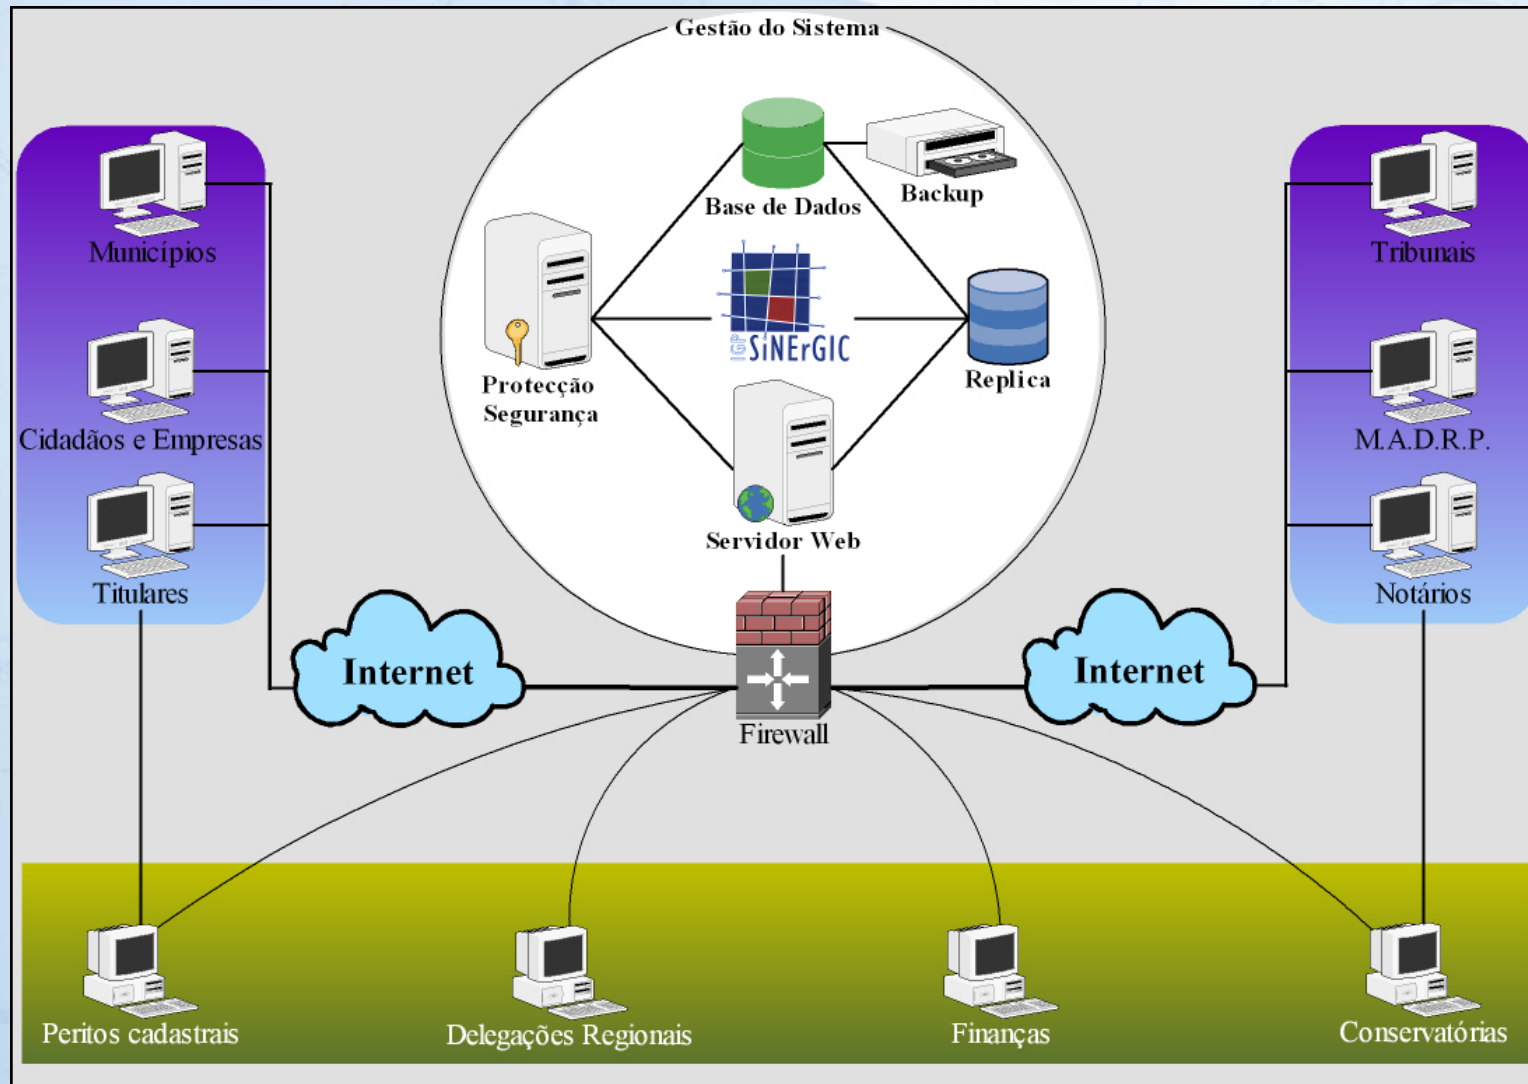 Gestão do Sistema
Base de Dados
Backup
Protecção
Segurança
IGP
SiNErGIC
Replica
Servidor Web
Municípios
Cidadãos e Empresas
Titulares
Tribunais
M.A.D.R.P.
Notários
Internet
Internet
Firewall
Peritos cadastrais
Delegações Regionais
Finanças
Conservatórias